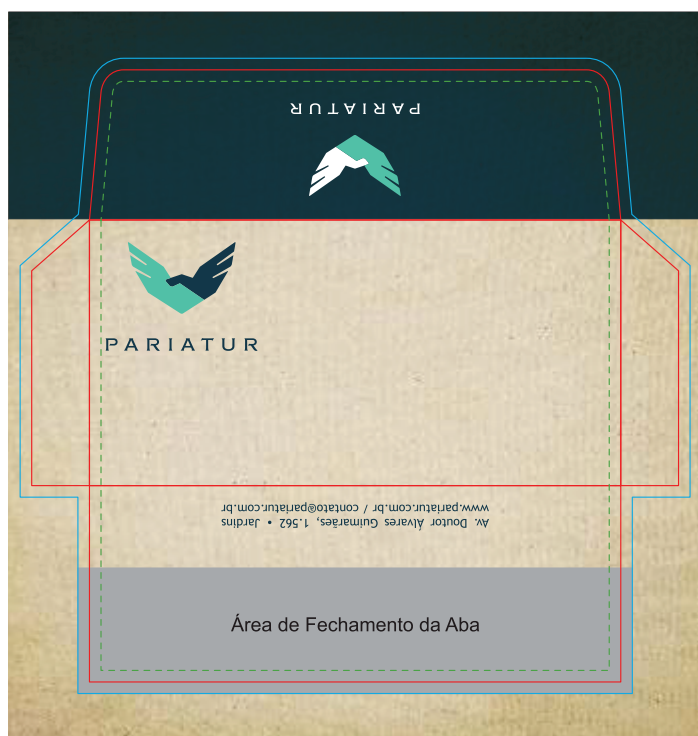 PARIATUR
PARIATUR
Av. Doutor Álvares Guimarães, 1.562 • Jardins
www.pariatur.com.br / contato@pariatur.com.br
Área de Fechamento da Aba